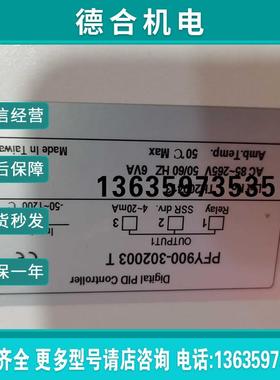 德合机电
信经营
后保障
货秒发
保一年
Made In Taiwan
Amb.Temp. 50℃ Max
AC 85~265V 50/60 HZ 6VA
13635973535
-50~1200℃
Relay SSR drv. 4~20mA
1 2 3
OUTPUT1
PFY900-302003 T
Digital PID Controller
齐全 更多型号请店咨询 电话:1363597